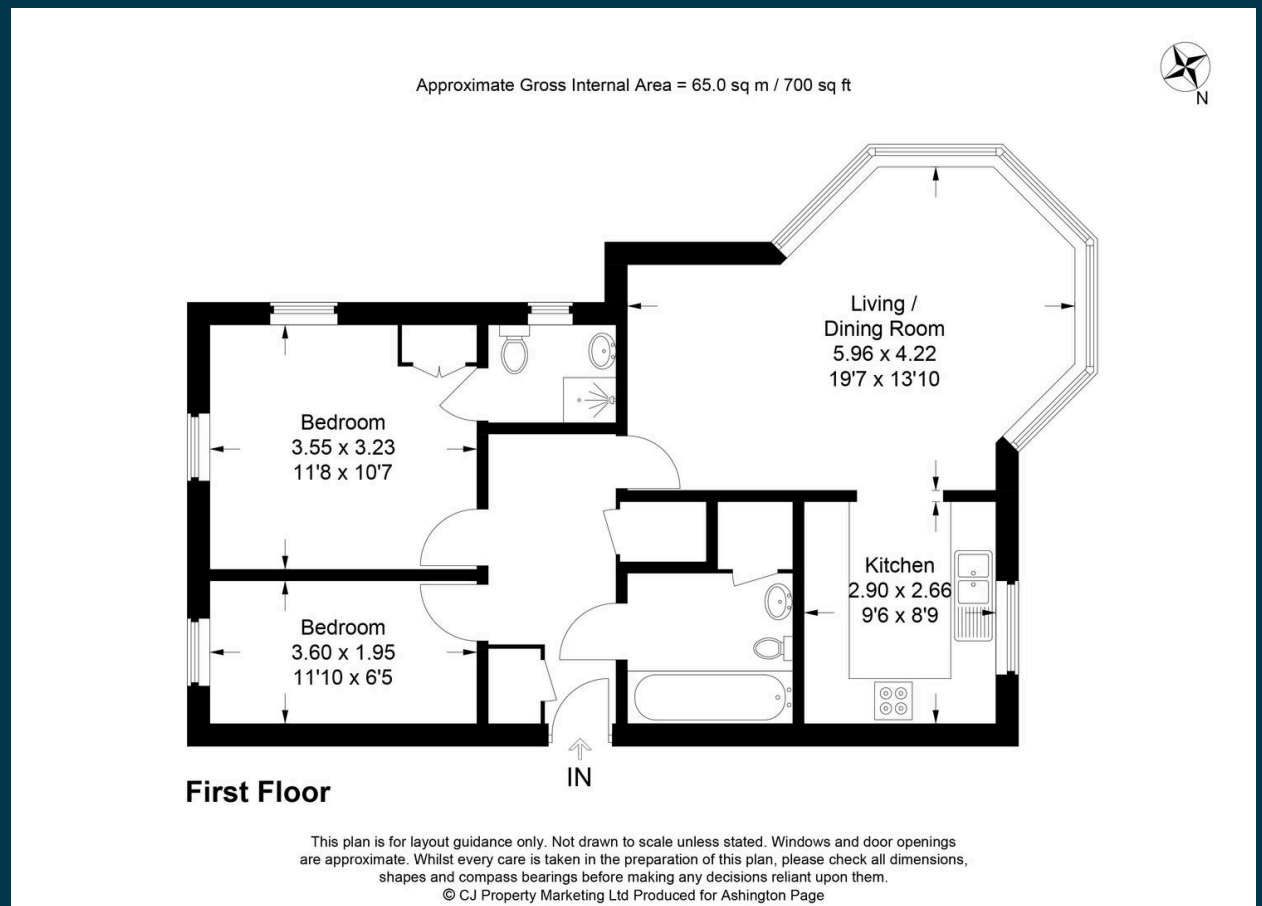 Approximate Gross Internal Area = 65.0 sq m / 700 sq ft
N
Living /
Dining Room
5.96 x 4.22
19'7 x 13'10
Bedroom
3.55 x 3.23
11'8 x 10'7
Kitchen
2.90 x 2.66
9'6 x 8'9
Bedroom
3.60 x 1.95
11'10 x 6'5
IN
First Floor
This plan is for layout guidance only. Not drawn to scale unless stated. Windows and door openings
are approximate. Whilst every care is taken in the preparation of this plan, please check all dimensions,
shapes and compass bearings before making any decisions reliant upon them.
© CJ Property Marketing Ltd Produced for Ashington Page